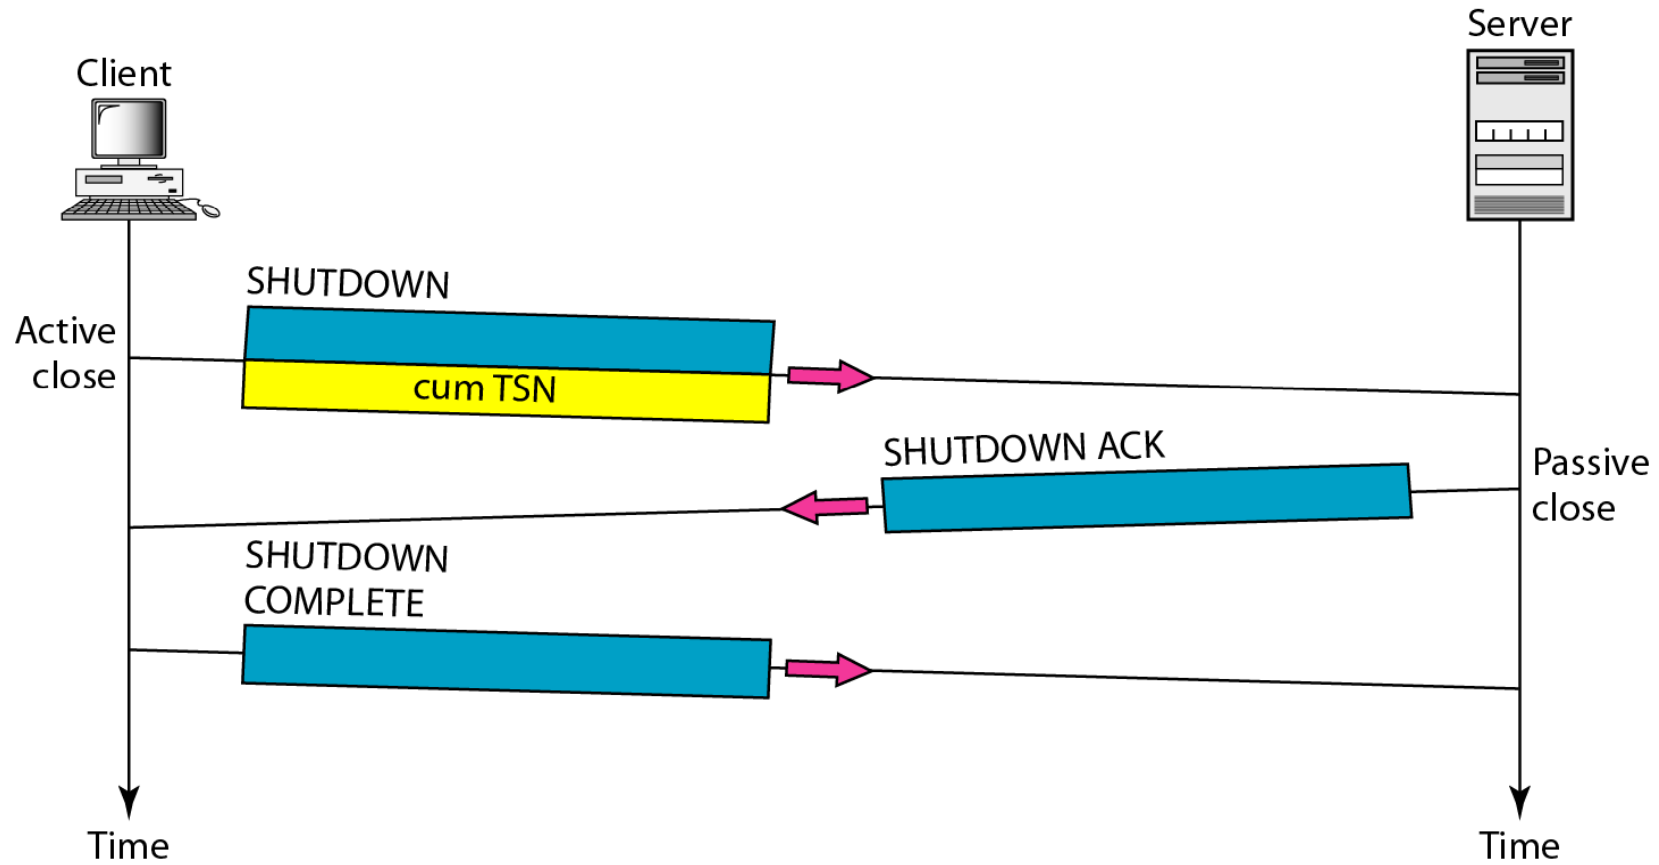 Server
Client
SHUTDOWN
Active
close
cum TSN
SHUTDOWN ACK
Passive
close
SHUTDOWN
COMPLETE
Time
Time